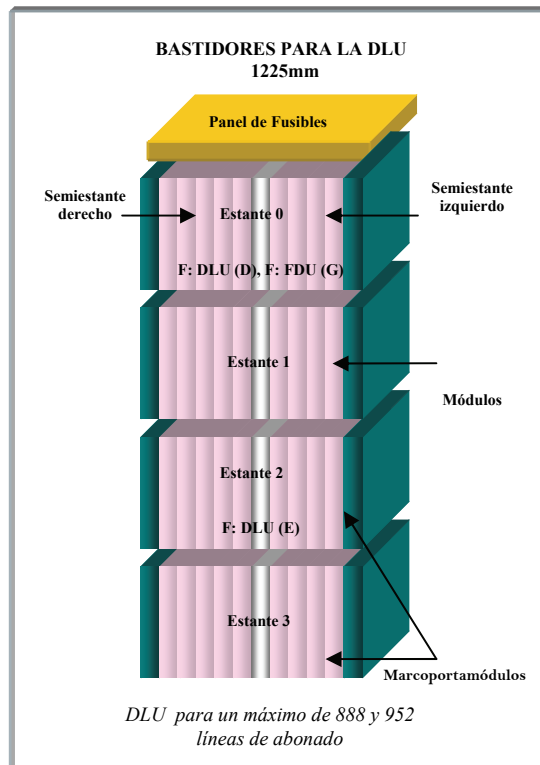 BASTIDORES PARA LA DLU
1225mm
Panel de Fusibles
Semiestante
derecho
Semiestante
izquierdo
Estante 0
F: DLU (D), F: FDU (G)
Estante 1
Módulos
Estante 2
F: DLU (E)
Estante 3
Marcoportamódulos
DLU para un máximo de 888 y 952
líneas de abonado